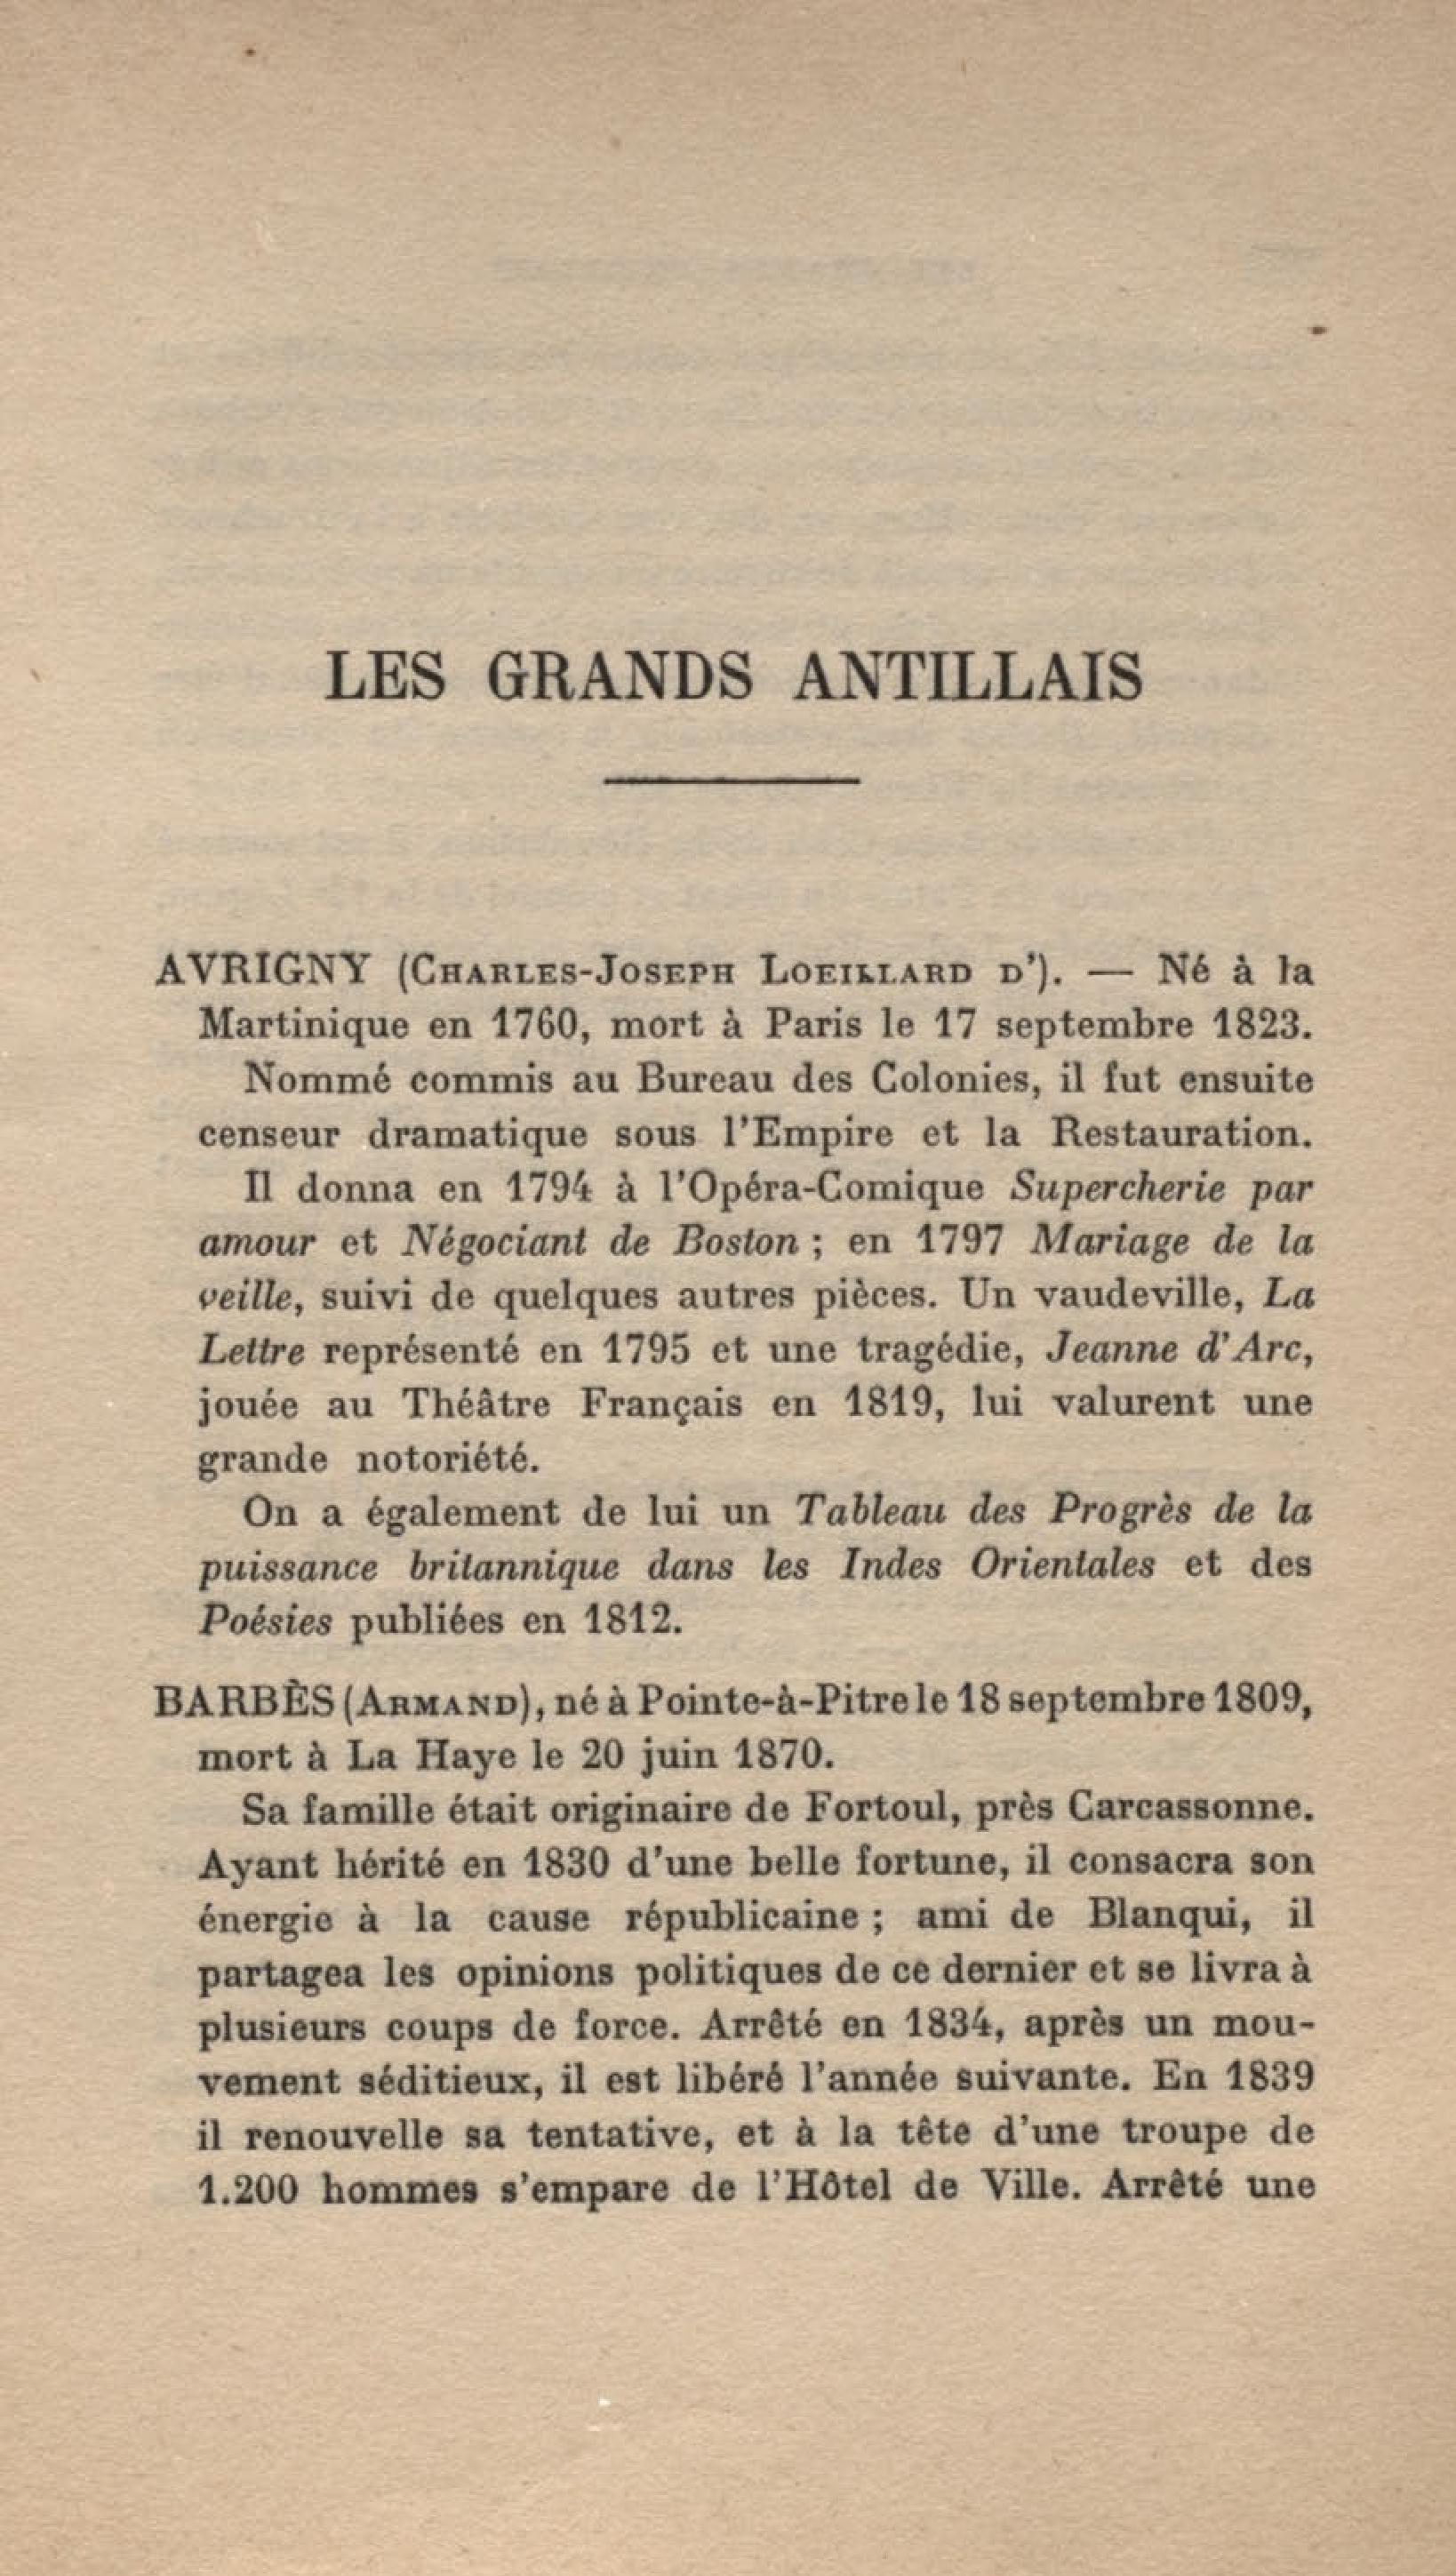 LES GRANDS ANTILLAIS
AVRIGNY (CHARLES-JOSEPH LOEILLARD D'). — Né à la
Martinique en 1760, mort à Paris le 17 septembre 1823.
Nommé commis au Bureau des Colonies, il fut ensuite
censeur dramatique sous l'Empire et la Restauration.
Il donna en 1794 à l'Opéra-Comique Supercherie par
amour et Négociant de Boston ; en 1797 Mariage de la
veille, suivi de quelques autres pièces. Un vaudeville, La
Lettre représenté en 1795 et une tragédie, Jeanne d'Arc,
jouée au Théâtre Français en 1819, lui valurent une
grande notoriété.
On a également de lui un Tableau des Progrès de la
puissance britannique dans les Indes Orientales et des
Poésies publiées en 1812.
BARBÈS (ARMAND), né à Pointe-à-Pitre le 18 septembre 1809,
mort à La Haye le 20 juin 1870.
Sa famille était originaire de Fortoul, près Carcassonne.
Ayant hérité en 1830 d'une belle fortune, il consacra son
énergie à la cause républicaine ; ami de Blanqui, il
partagea les opinions politiques de ce dernier et se livra à
plusieurs coups de force. Arrêté en 1834, après un mou-
vement séditieux, il est libéré l'année suivante. En 1839
il renouvelle sa tentative, et à la tête d'une troupe de
1.200 hommes s'empare de l'Hôtel de Ville. Arrêté une